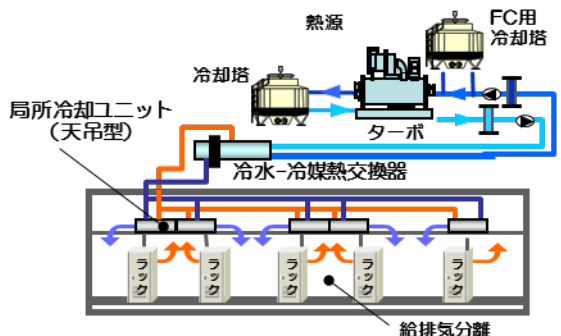 熱源
FC用
冷却塔
冷却塔
局所冷却ユニット
(天吊型)
ターボ
冷水-冷媒熱交換器
ラック
ラック
ラック
ラック
ラック
給排気分離